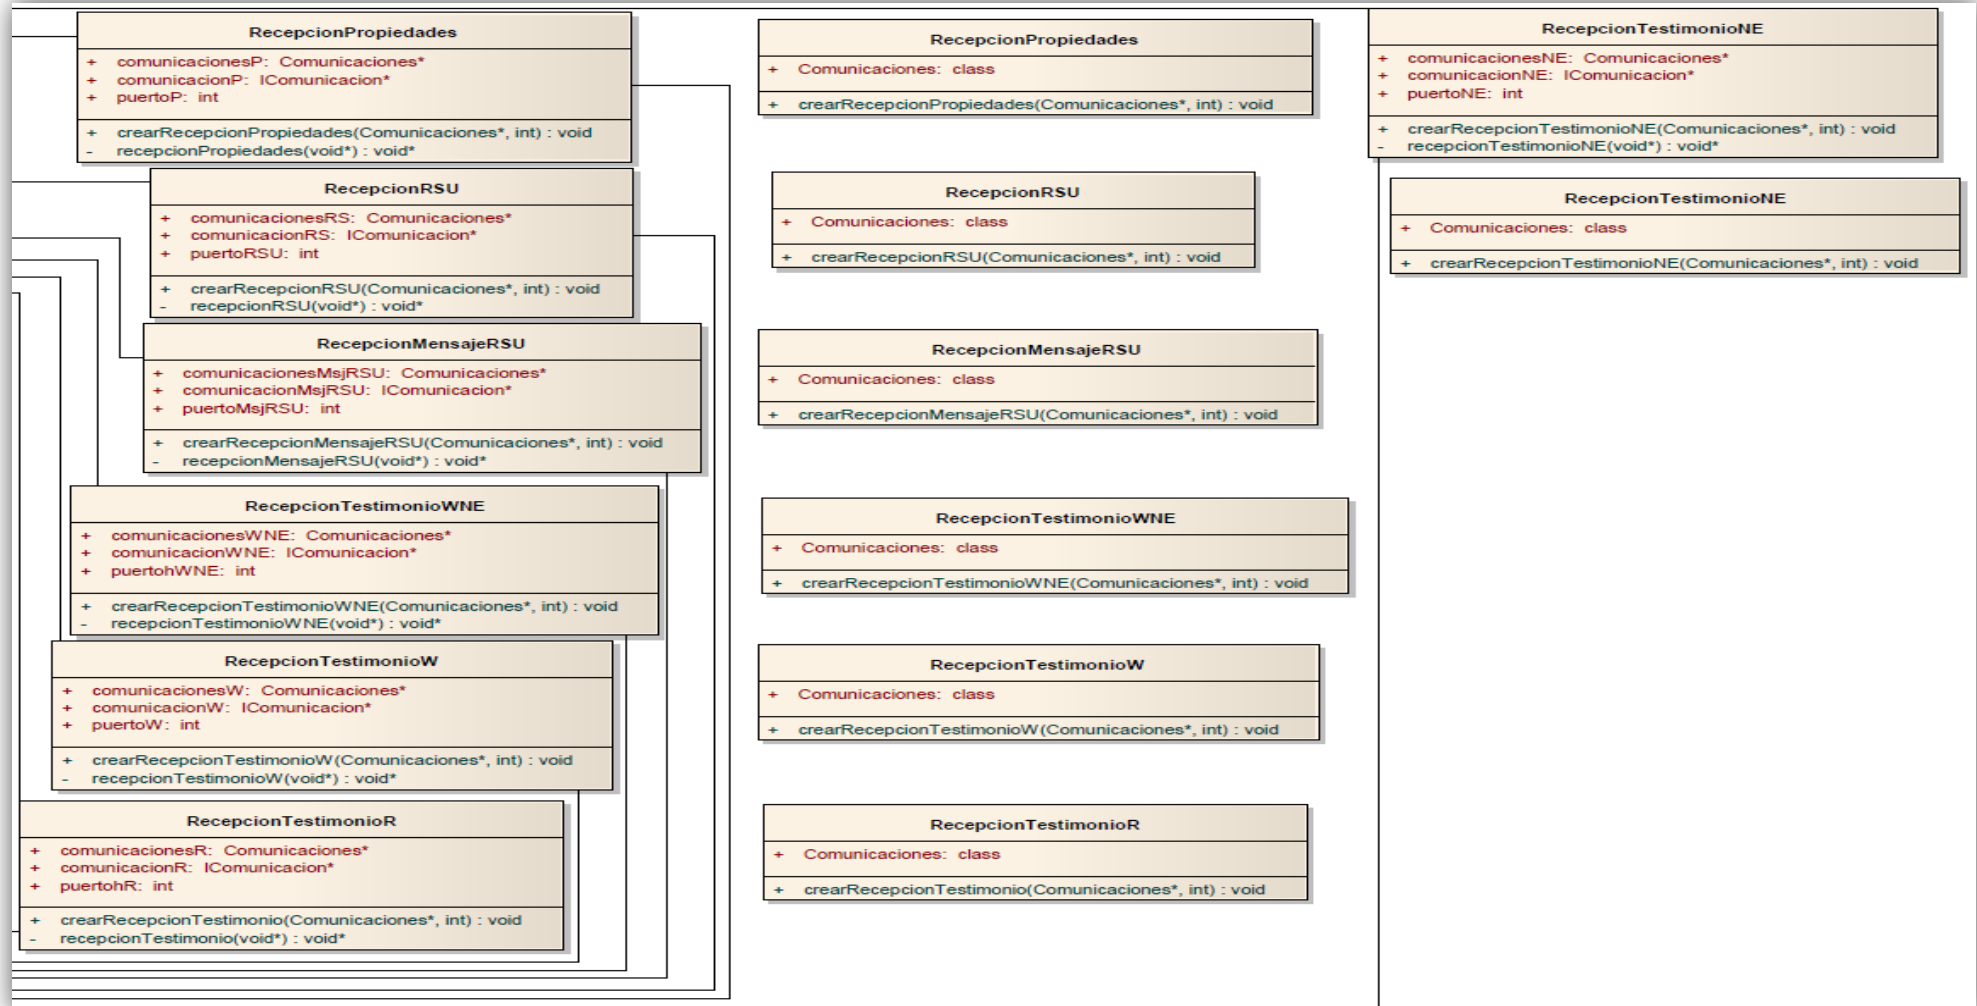 RecepcionPropiedades
+ comunicacionesP: Comunicaciones*
+ comunicacionP: IComunicacion*
+ puertoP: int
+ crearRecepcionPropiedades(Comunicaciones*, int) : void
- recepcionPropiedades(void*) : void*
RecepcionRSU
+ comunicacionesRS: Comunicaciones*
+ comunicacionRS: IComunicacion*
+ puertoRSU: int
+ crearRecepcionRSU(Comunicaciones*, int) : void
- recepcionRSU(void*) : void*
RecepcionMensajeRSU
+ comunicacionesMsjRSU: Comunicaciones*
+ comunicacionMsjRSU: IComunicacion*
+ puertoMsjRSU: int
+ crearRecepcionMensajeRSU(Comunicaciones*, int) : void
- recepcionMensajeRSU(void*) : void*
RecepcionTestimonioWNE
+ comunicacionesWNE: Comunicaciones*
+ comunicacionWNE: IComunicacion*
+ puertohWNE: int
+ crearRecepcionTestimonioWNE(Comunicaciones*, int) : void
- recepcionTestimonioWNE(void*) : void*
RecepcionTestimonioW
+ comunicacionesW: Comunicaciones*
+ comunicacionW: IComunicacion*
+ puertoW: int
+ crearRecepcionTestimonioW(Comunicaciones*, int) : void
- recepcionTestimonioW(void*) : void*
RecepcionTestimonioR
+ comunicacionesR: Comunicaciones*
+ comunicacionR: IComunicacion*
+ puertohR: int
+ crearRecepcionTestimonio(Comunicaciones*, int) : void
- recepcionTestimonio(void*) : void*
RecepcionPropiedades
+ Comunicaciones: class
+ crearRecepcionPropiedades(Comunicaciones*, int) : void
RecepcionRSU
+ Comunicaciones: class
+ crearRecepcionRSU(Comunicaciones*, int) : void
RecepcionMensajeRSU
+ Comunicaciones: class
+ crearRecepcionMensajeRSU(Comunicaciones*, int) : void
RecepcionTestimonioWNE
+ Comunicaciones: class
+ crearRecepcionTestimonioWNE(Comunicaciones*, int) : void
RecepcionTestimonioW
+ Comunicaciones: class
+ crearRecepcionTestimonioW(Comunicaciones*, int) : void
RecepcionTestimonioR
+ Comunicaciones: class
+ crearRecepcionTestimonio(Comunicaciones*, int) : void
RecepcionTestimonioNE
+ comunicacionesNE: Comunicaciones*
+ comunicacionNE: IComunicacion*
+ puertoNE: int
+ crearRecepcionTestimonioNE(Comunicaciones*, int) : void
- recepcionTestimonioNE(void*) : void*
RecepcionTestimonioNE
+ Comunicaciones: class
+ crearRecepcionTestimonioNE(Comunicaciones*, int) : void